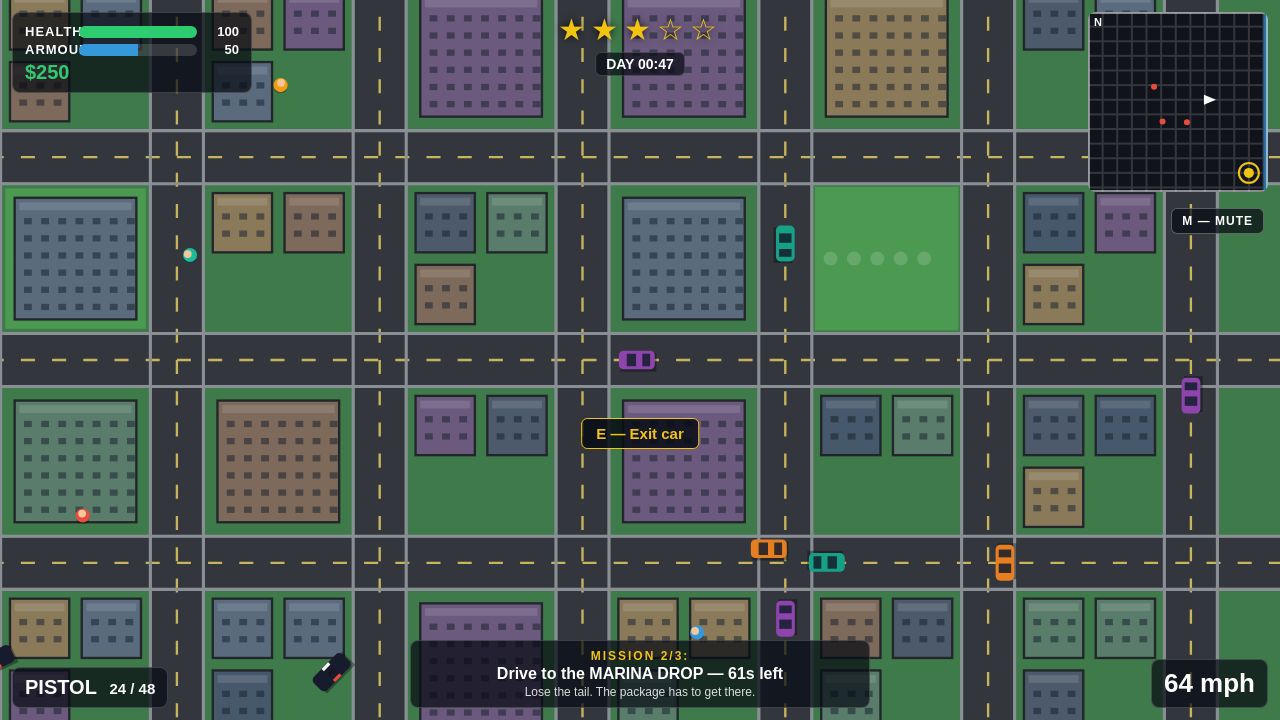 HEALTH 100
ARMOUR 50
$250
★ ★ ★ ☆ ☆
DAY 00:47
N
M — MUTE
E — Exit car
MISSION 2/3:
Drive to the MARINA DROP — 61s left
Lose the tail. The package has to get there.
PISTOL 24 / 48
64 mph